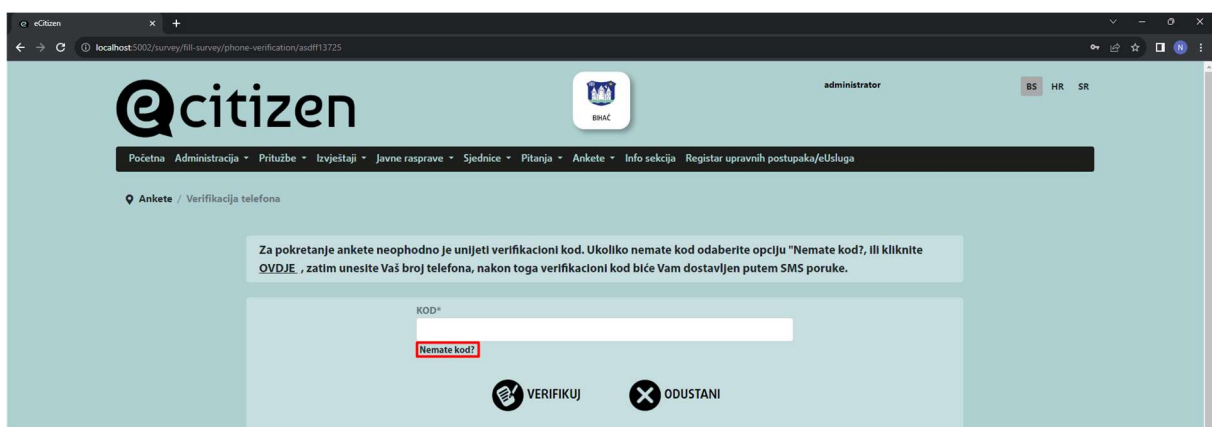 eCitizen
localhost:5002/survey/fill-survey/phone-verification/asdff13725
N
ecitizen
BIHAĆ
administrator
BS HR SR
Početna Administracija Pritužbe Izvještaji Javne rasprave Sjednice Pitanja Ankete Info sekcija Registar upravnih postupaka/eUsluga
Ankete / Verifikacija telefona
Za pokretanje ankete neophodno je unijeti verifikacioni kod. Ukoliko nemate kod odaberite opciju "Nemate kod?, ili kliknite
OVDJE , zatim unesite Vaš broj telefona, nakon toga verifikacioni kod biće Vam dostavljen putem SMS poruke.
KOD*
Nemate kod?
VERIFIKUJ ODUSTANI